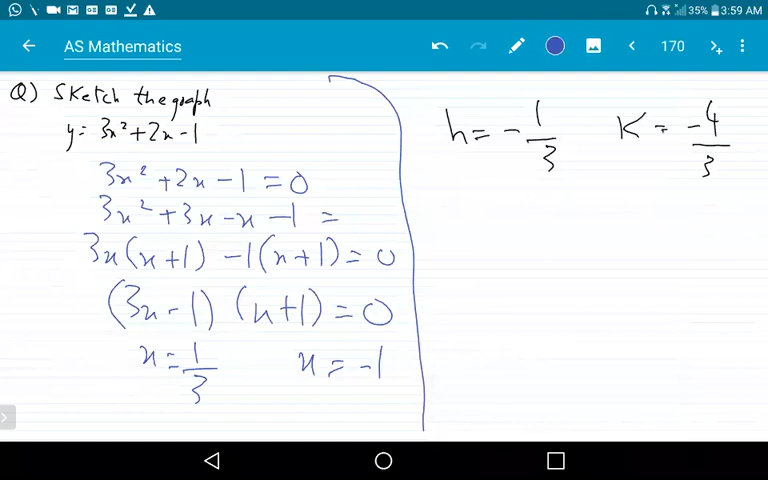 35% 3:59 AM
AS Mathematics
170
Q) Sketch the graph
y = 3x² + 2x - 1
3x² + 2x - 1 = 0
3x² + 3x - x - 1 =
3x(x+1) -1(x+1) = 0
(3x - 1) (x+1) = 0
x = 1/3 x = -1
h = - 1/3 K = -4/3